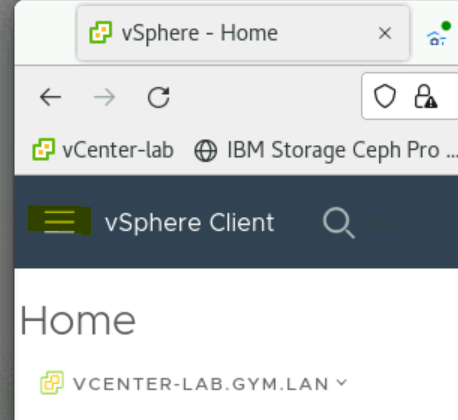 vSphere - Home
vCenter-lab IBM Storage Ceph Pro ...
vSphere Client
Home
VCENTER-LAB.GYM.LAN